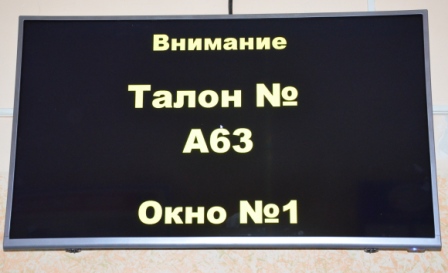 Внимание
Талон №
А63
Окно №1